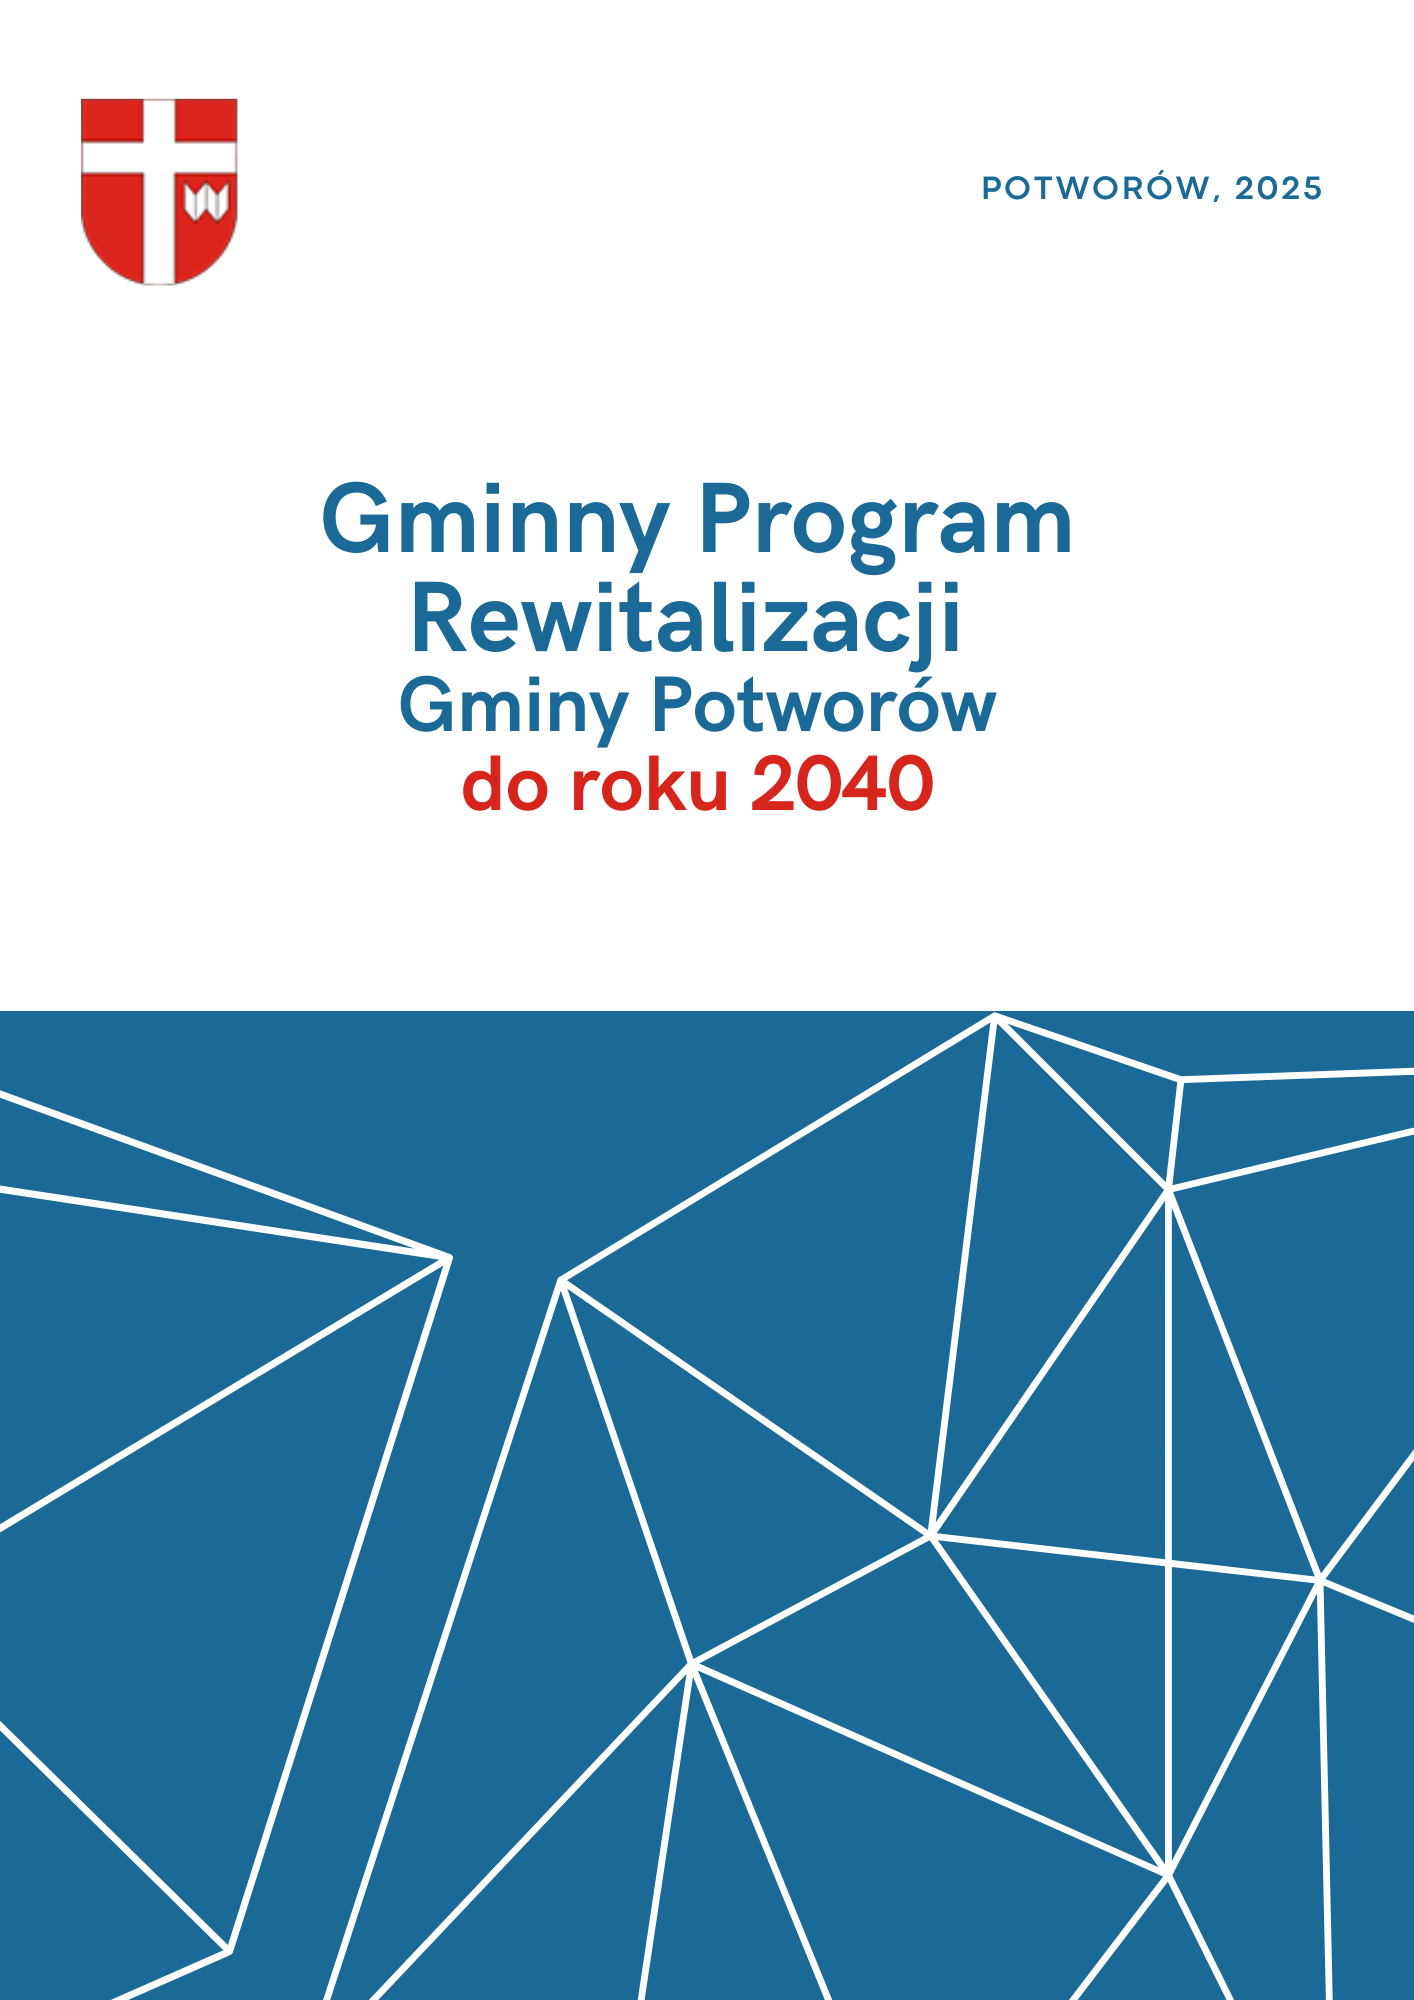 POTWORÓW, 2025
Gminny Program
Rewitalizacji
Gminy Potworów
do roku 2040